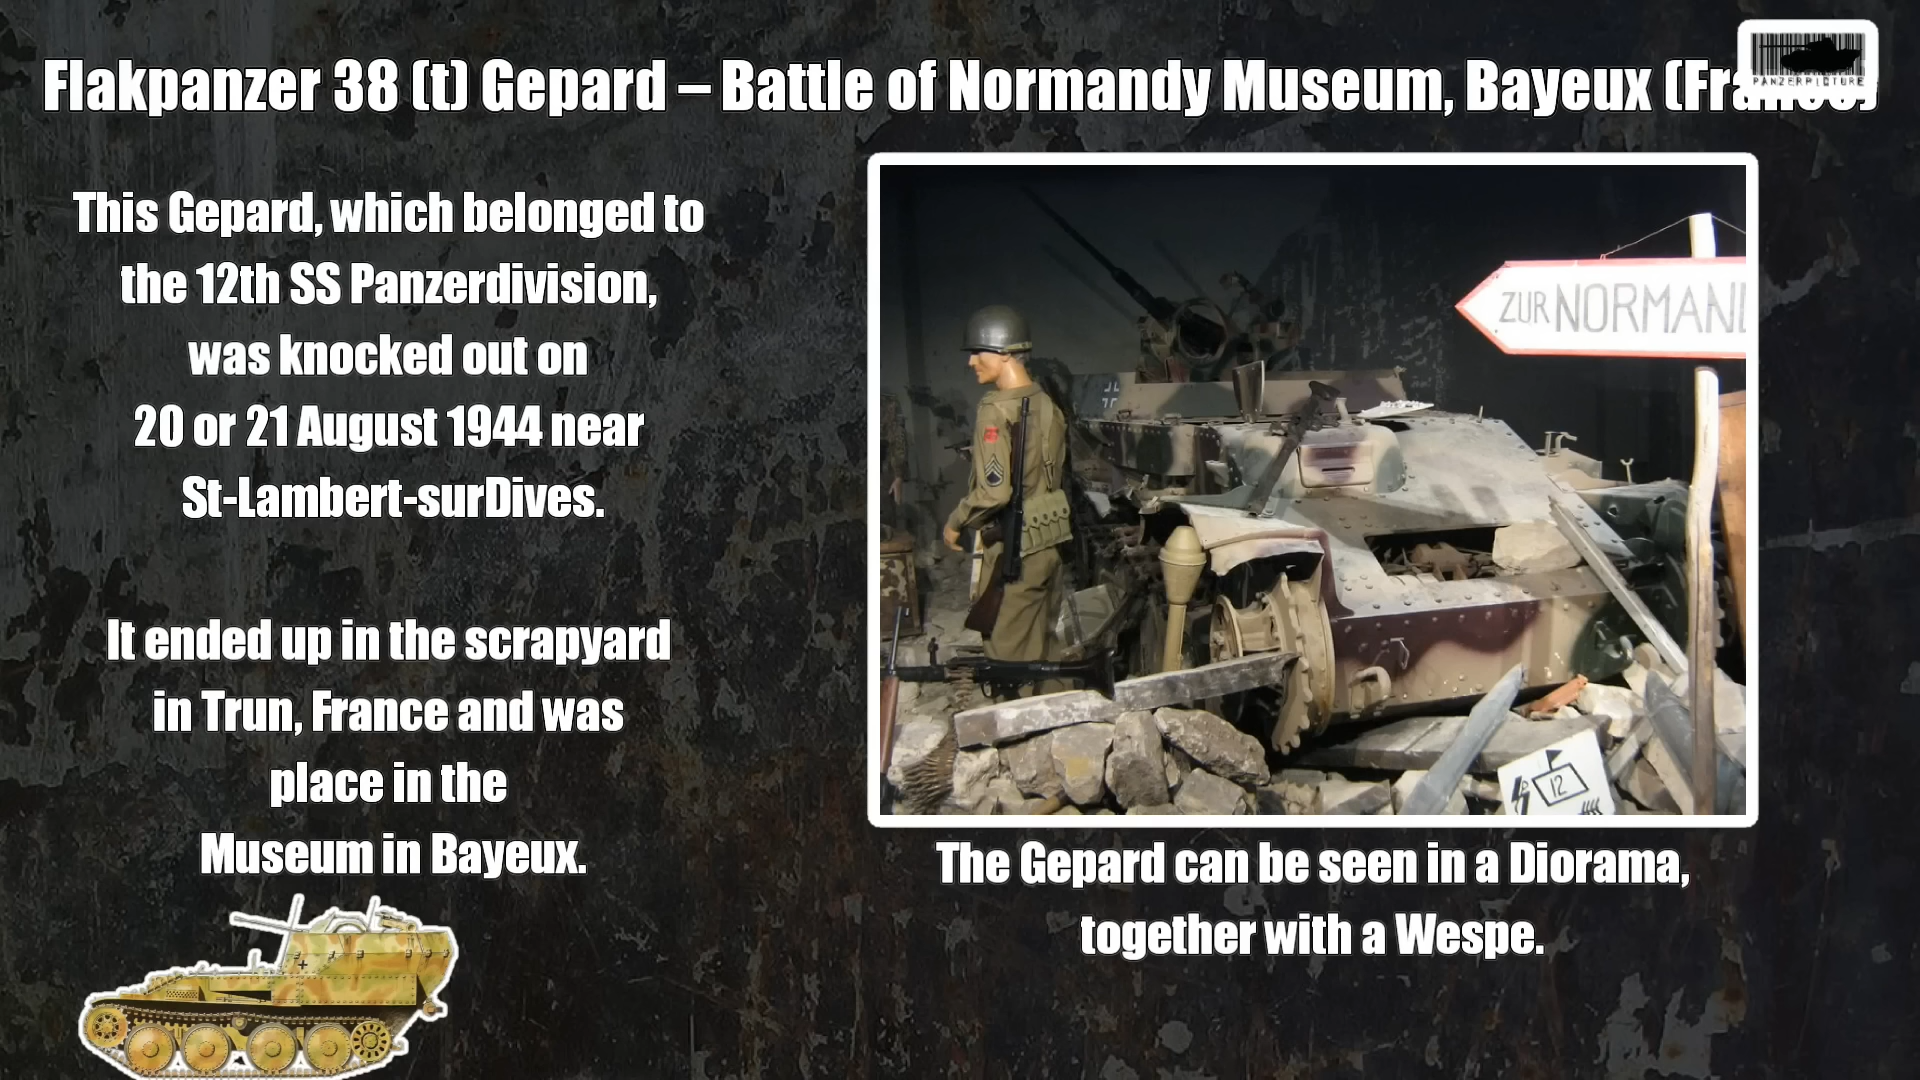 Flakpanzer 38 (t) Gepard – Battle of Normandy Museum, Bayeux (France)
PANZERPICTURE
This Gepard, which belonged to
the 12th SS Panzerdivision,
was knocked out on
20 or 21 August 1944 near
St-Lambert-surDives.
It ended up in the scrapyard
in Trun, France and was
place in the
Museum in Bayeux.
ZUR NORMAND
12
The Gepard can be seen in a Diorama,
together with a Wespe.